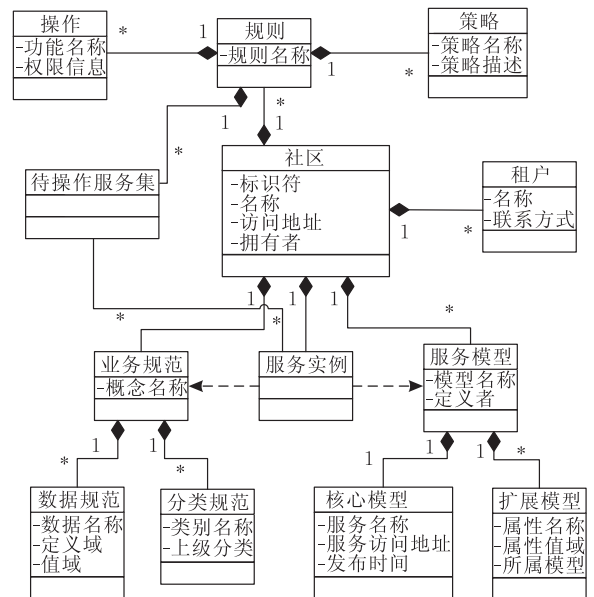 操作
-功能名称
-权限信息
*
1
规则
-规则名称
1
*
策略
-策略名称
-策略描述
1
*
*
1
待操作服务集
社区
-标识符
-名称
-访问地址
-拥有者
1
*
租户
-名称
-联系方式
1
1
1
*
*
*
业务规范
-概念名称
服务实例
服务模型
-模型名称
-定义者
1
1
*
*
1
1
1
*
数据规范
-数据名称
-定义域
-值域
分类规范
-类别名称
-上级分类
核心模型
-服务名称
-服务访问地址
-发布时间
扩展模型
-属性名称
-属性值域
-所属模型